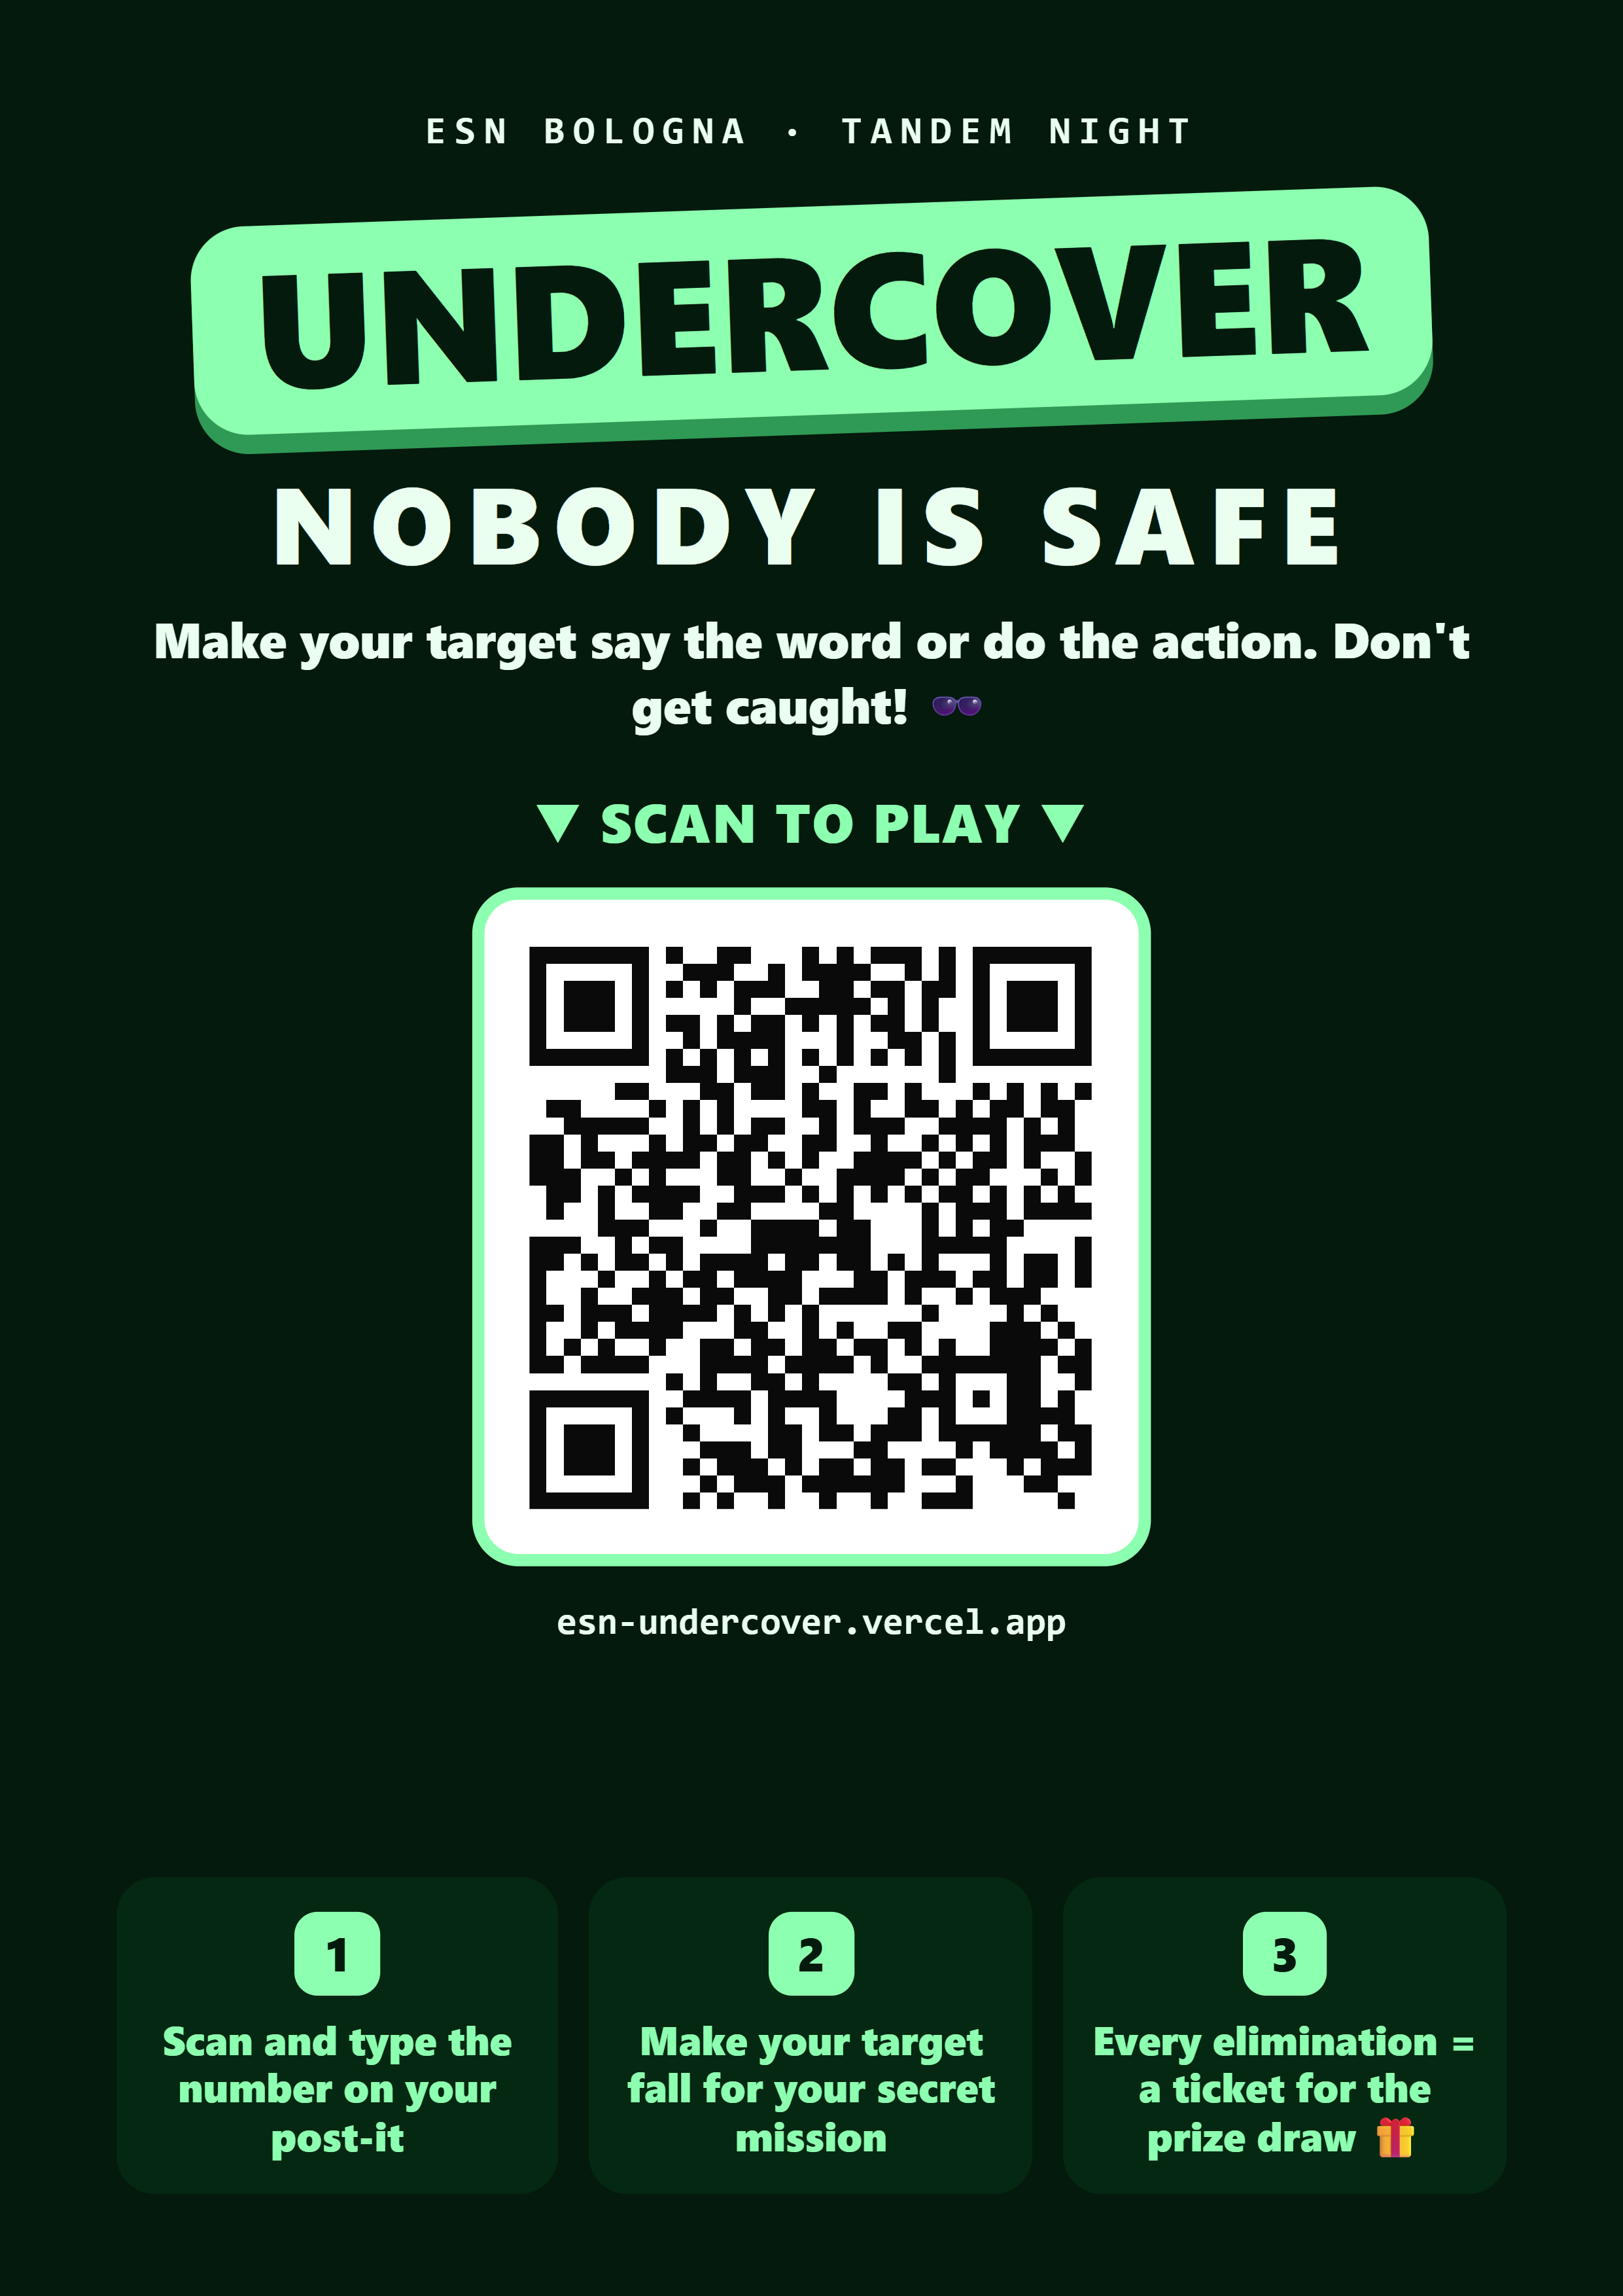 ESN BOLOGNA · TANDEM NIGHT
UNDERCOVER
NOBODY IS SAFE
Make your target say the word or do the action. Don't
get caught! 🕶️
▼ SCAN TO PLAY ▼
esn-undercover.vercel.app
1
Scan and type the
number on your
post-it
2
Make your target
fall for your secret
mission
3
Every elimination =
a ticket for the
prize draw 🎁